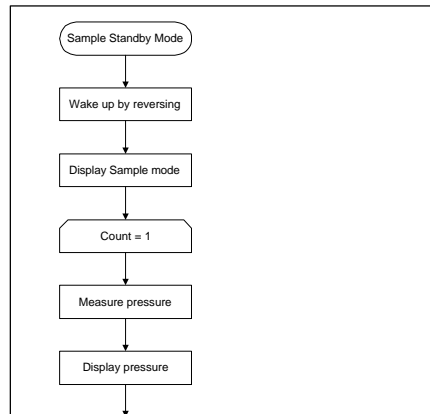 Sample Standby Mode
Wake up by reversing
Display Sample mode
Count = 1
Measure pressure
Display pressure